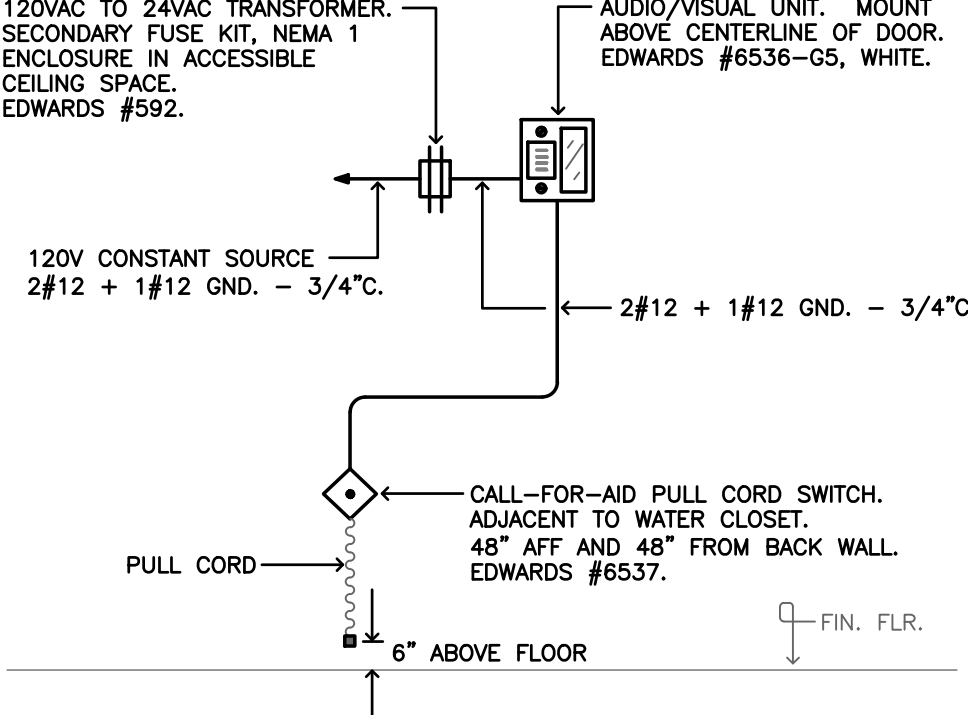 120VAC TO 24VAC TRANSFORMER.
SECONDARY FUSE KIT, NEMA 1
ENCLOSURE IN ACCESSIBLE
CEILING SPACE.
EDWARDS #592.
AUDIO/VISUAL UNIT. MOUNT
ABOVE CENTERLINE OF DOOR.
EDWARDS #6536-G5, WHITE.
120V CONSTANT SOURCE
2#12 + 1#12 GND. - 3/4"C.
2#12 + 1#12 GND. - 3/4"C
CALL-FOR-AID PULL CORD SWITCH.
ADJACENT TO WATER CLOSET.
48" AFF AND 48" FROM BACK WALL.
EDWARDS #6537.
PULL CORD
FIN. FLR.
6" ABOVE FLOOR